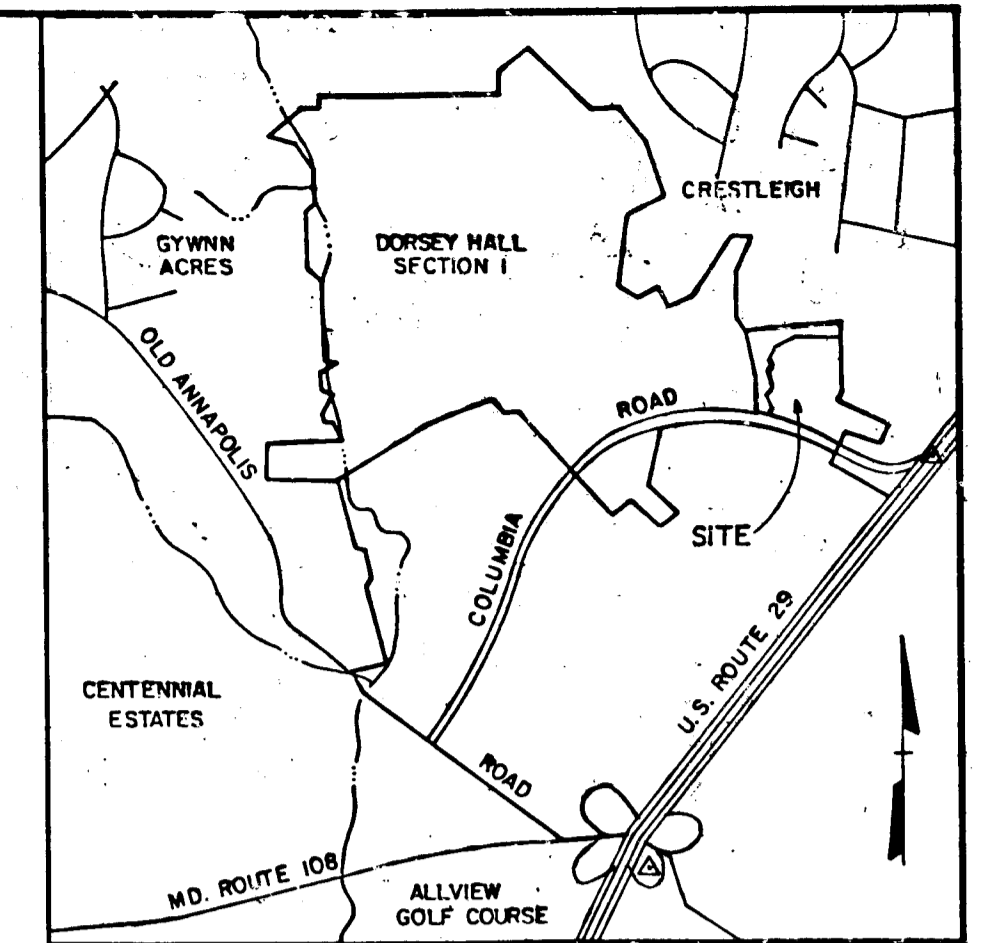 CRESTLEIGH
GYWNN
ACRES
DORSEY HALL
SECTION I
OLD ANNAPOLIS
ROAD
COLUMBIA
SITE
U.S. ROUTE 29
CENTENNIAL
ESTATES
ROAD
MD. ROUTE 108
ALLVIEW
GOLF COURSE